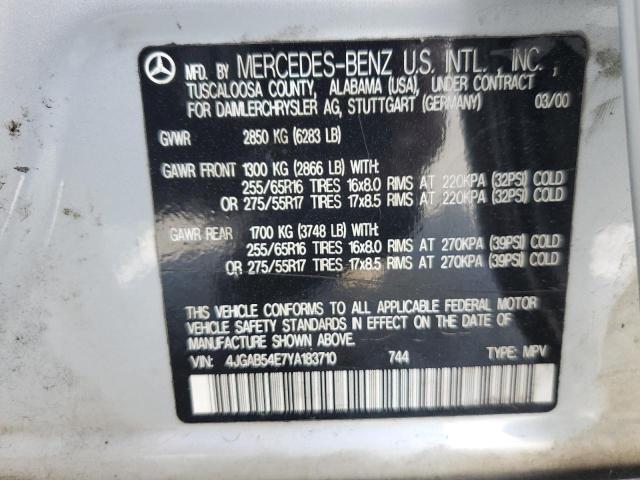 MFD. BY MERCEDES-BENZ U.S. INTL., INC.,
TUSCALOOSA COUNTY, ALABAMA (USA), UNDER CONTRACT
FOR DAIMLERCHRYSLER AG, STUTTGART (GERMANY) 03/00
GVWR 2850 KG (6283 LB)
GAWR FRONT 1300 KG (2866 LB) WITH:
255/65R16 TIRES 16x8.0 RIMS AT 220KPA (32PSI) COLD
OR 275/55R17 TIRES 17x8.5 RIMS AT 220KPA (32PSI) COLD
GAWR REAR 1700 KG (3748 LB) WITH:
255/65R16 TIRES 16x8.0 RIMS AT 270KPA (39PSI) COLD
OR 275/55R17 TIRES 17x8.5 RIMS AT 270KPA (39PSI) COLD
THIS VEHICLE CONFORMS TO ALL APPLICABLE FEDERAL MOTOR
VEHICLE SAFETY STANDARDS IN EFFECT ON THE DATE OF
MANUFACTURE SHOWN ABOVE.
VIN: 4JGAB54E7YA183710 744 TYPE: MPV